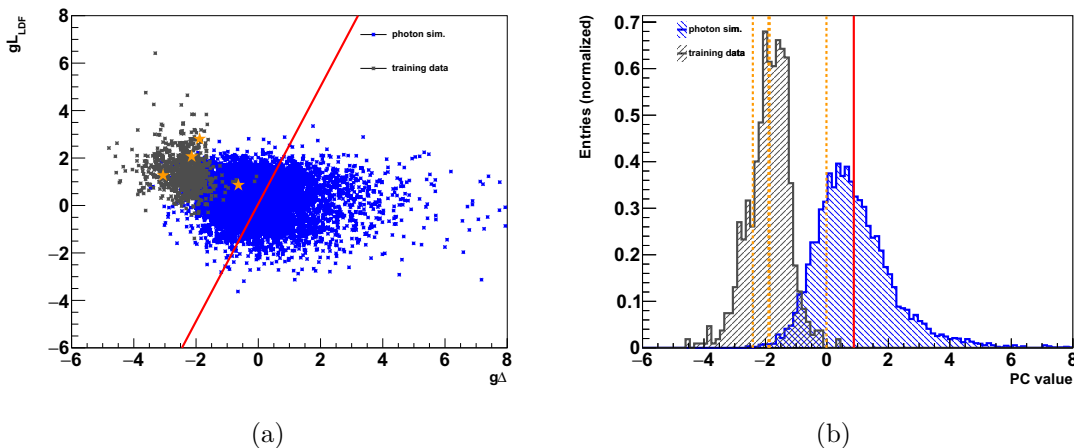 gL_LDF
8
6
4
2
0
−2
−4
−6
−6 −4 −2 0 2 4 6 8
gΔ
photon sim.
training data
(a)
Entries (normalized)
0.7
0.6
0.5
0.4
0.3
0.2
0.1
0
−6 −4 −2 0 2 4 6 8
PC value
photon sim.
training data
(b)